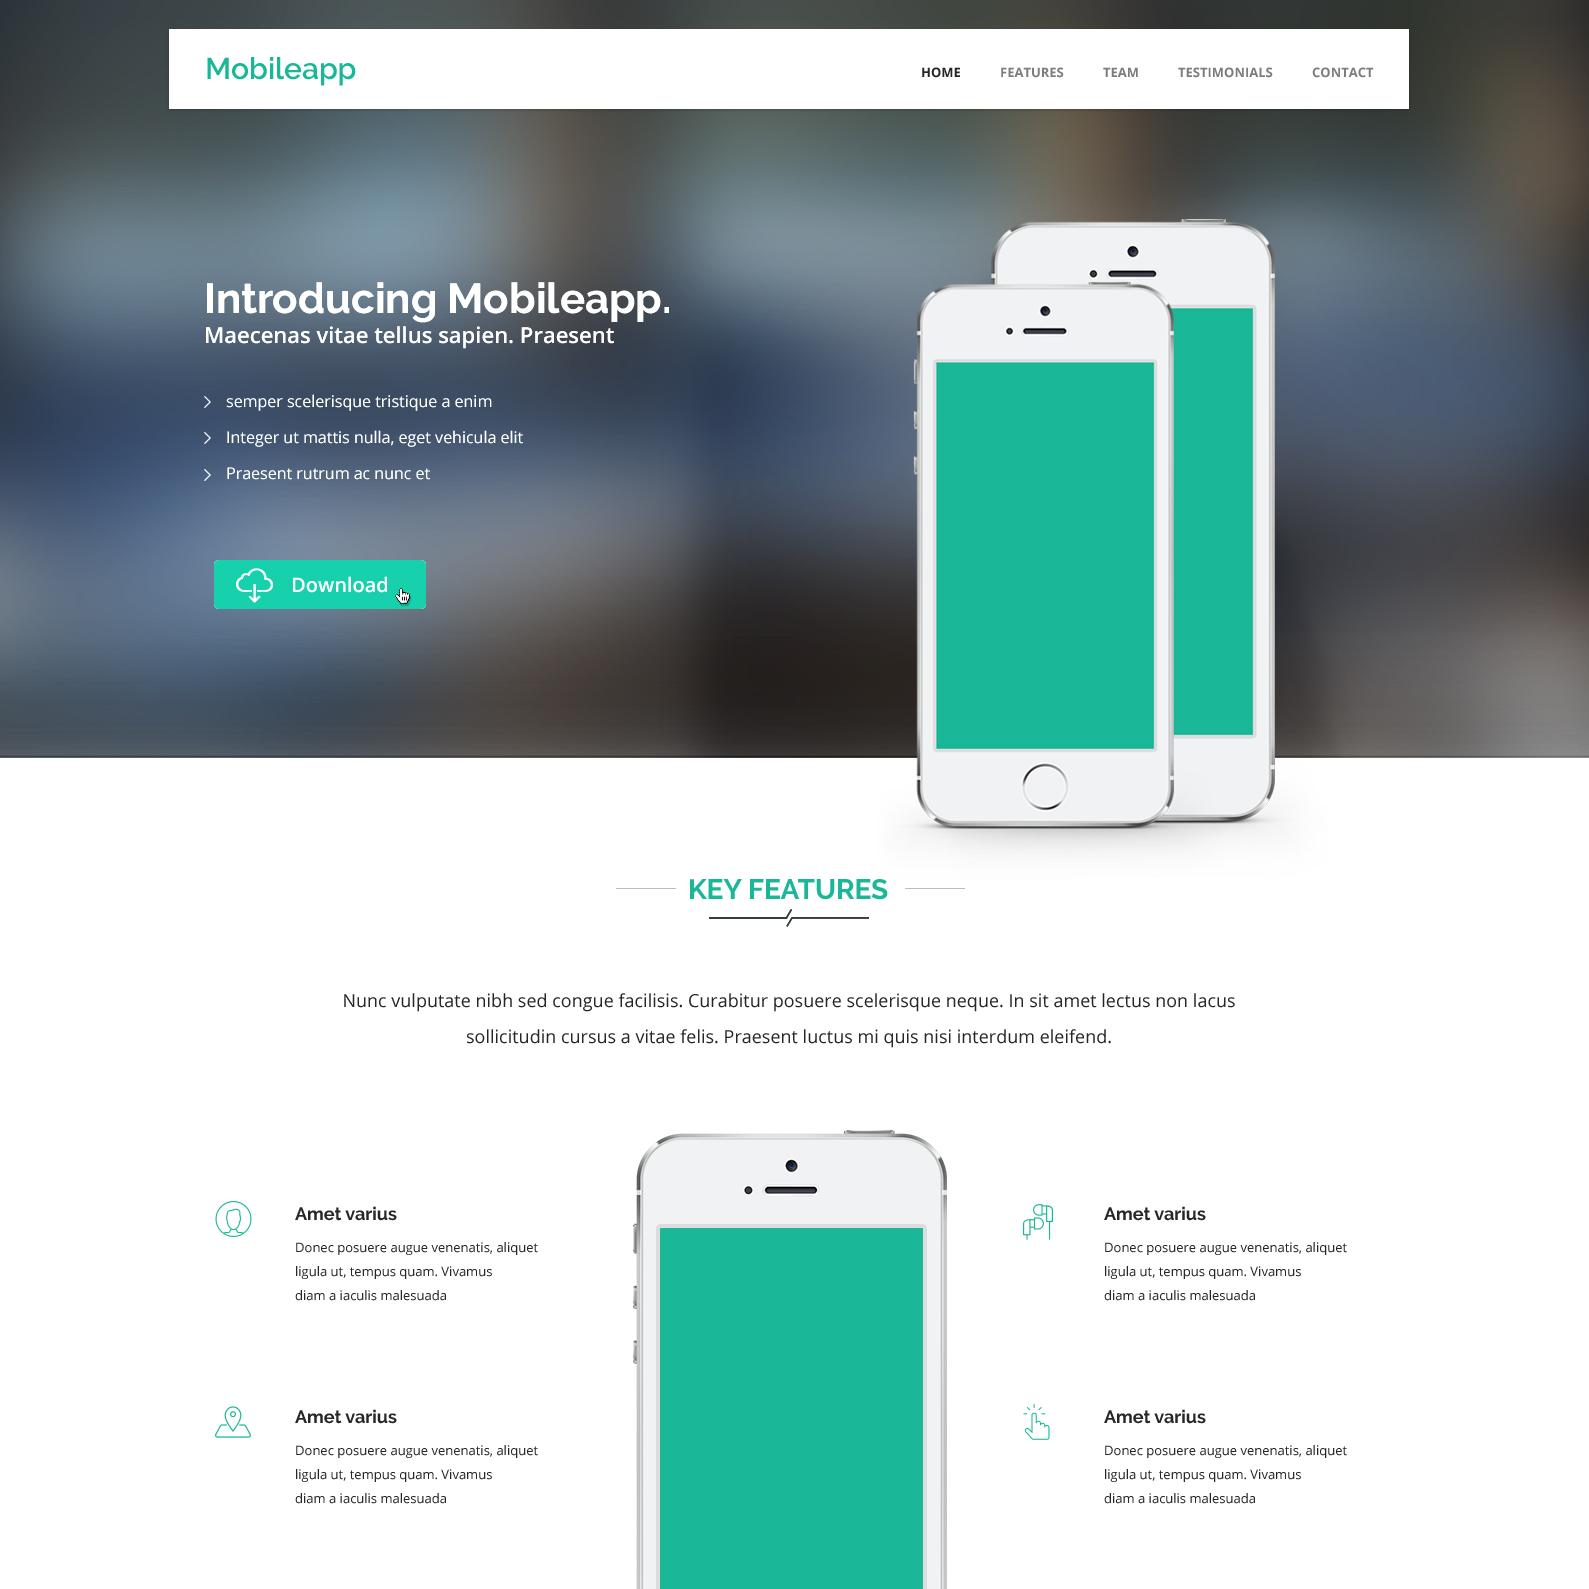 Mobileapp
HOME FEATURES TEAM TESTIMONIALS CONTACT
Introducing Mobileapp.
Maecenas vitae tellus sapien. Praesent
semper scelerisque tristique a enim
Integer ut mattis nulla, eget vehicula elit
Praesent rutrum ac nunc et
Download
KEY FEATURES
Nunc vulputate nibh sed congue facilisis. Curabitur posuere scelerisque neque. In sit amet lectus non lacus
sollicitudin cursus a vitae felis. Praesent luctus mi quis nisi interdum eleifend.
Amet varius
Donec posuere augue venenatis, aliquet
ligula ut, tempus quam. Vivamus
diam a iaculis malesuada
Amet varius
Donec posuere augue venenatis, aliquet
ligula ut, tempus quam. Vivamus
diam a iaculis malesuada
Amet varius
Donec posuere augue venenatis, aliquet
ligula ut, tempus quam. Vivamus
diam a iaculis malesuada
Amet varius
Donec posuere augue venenatis, aliquet
ligula ut, tempus quam. Vivamus
diam a iaculis malesuada